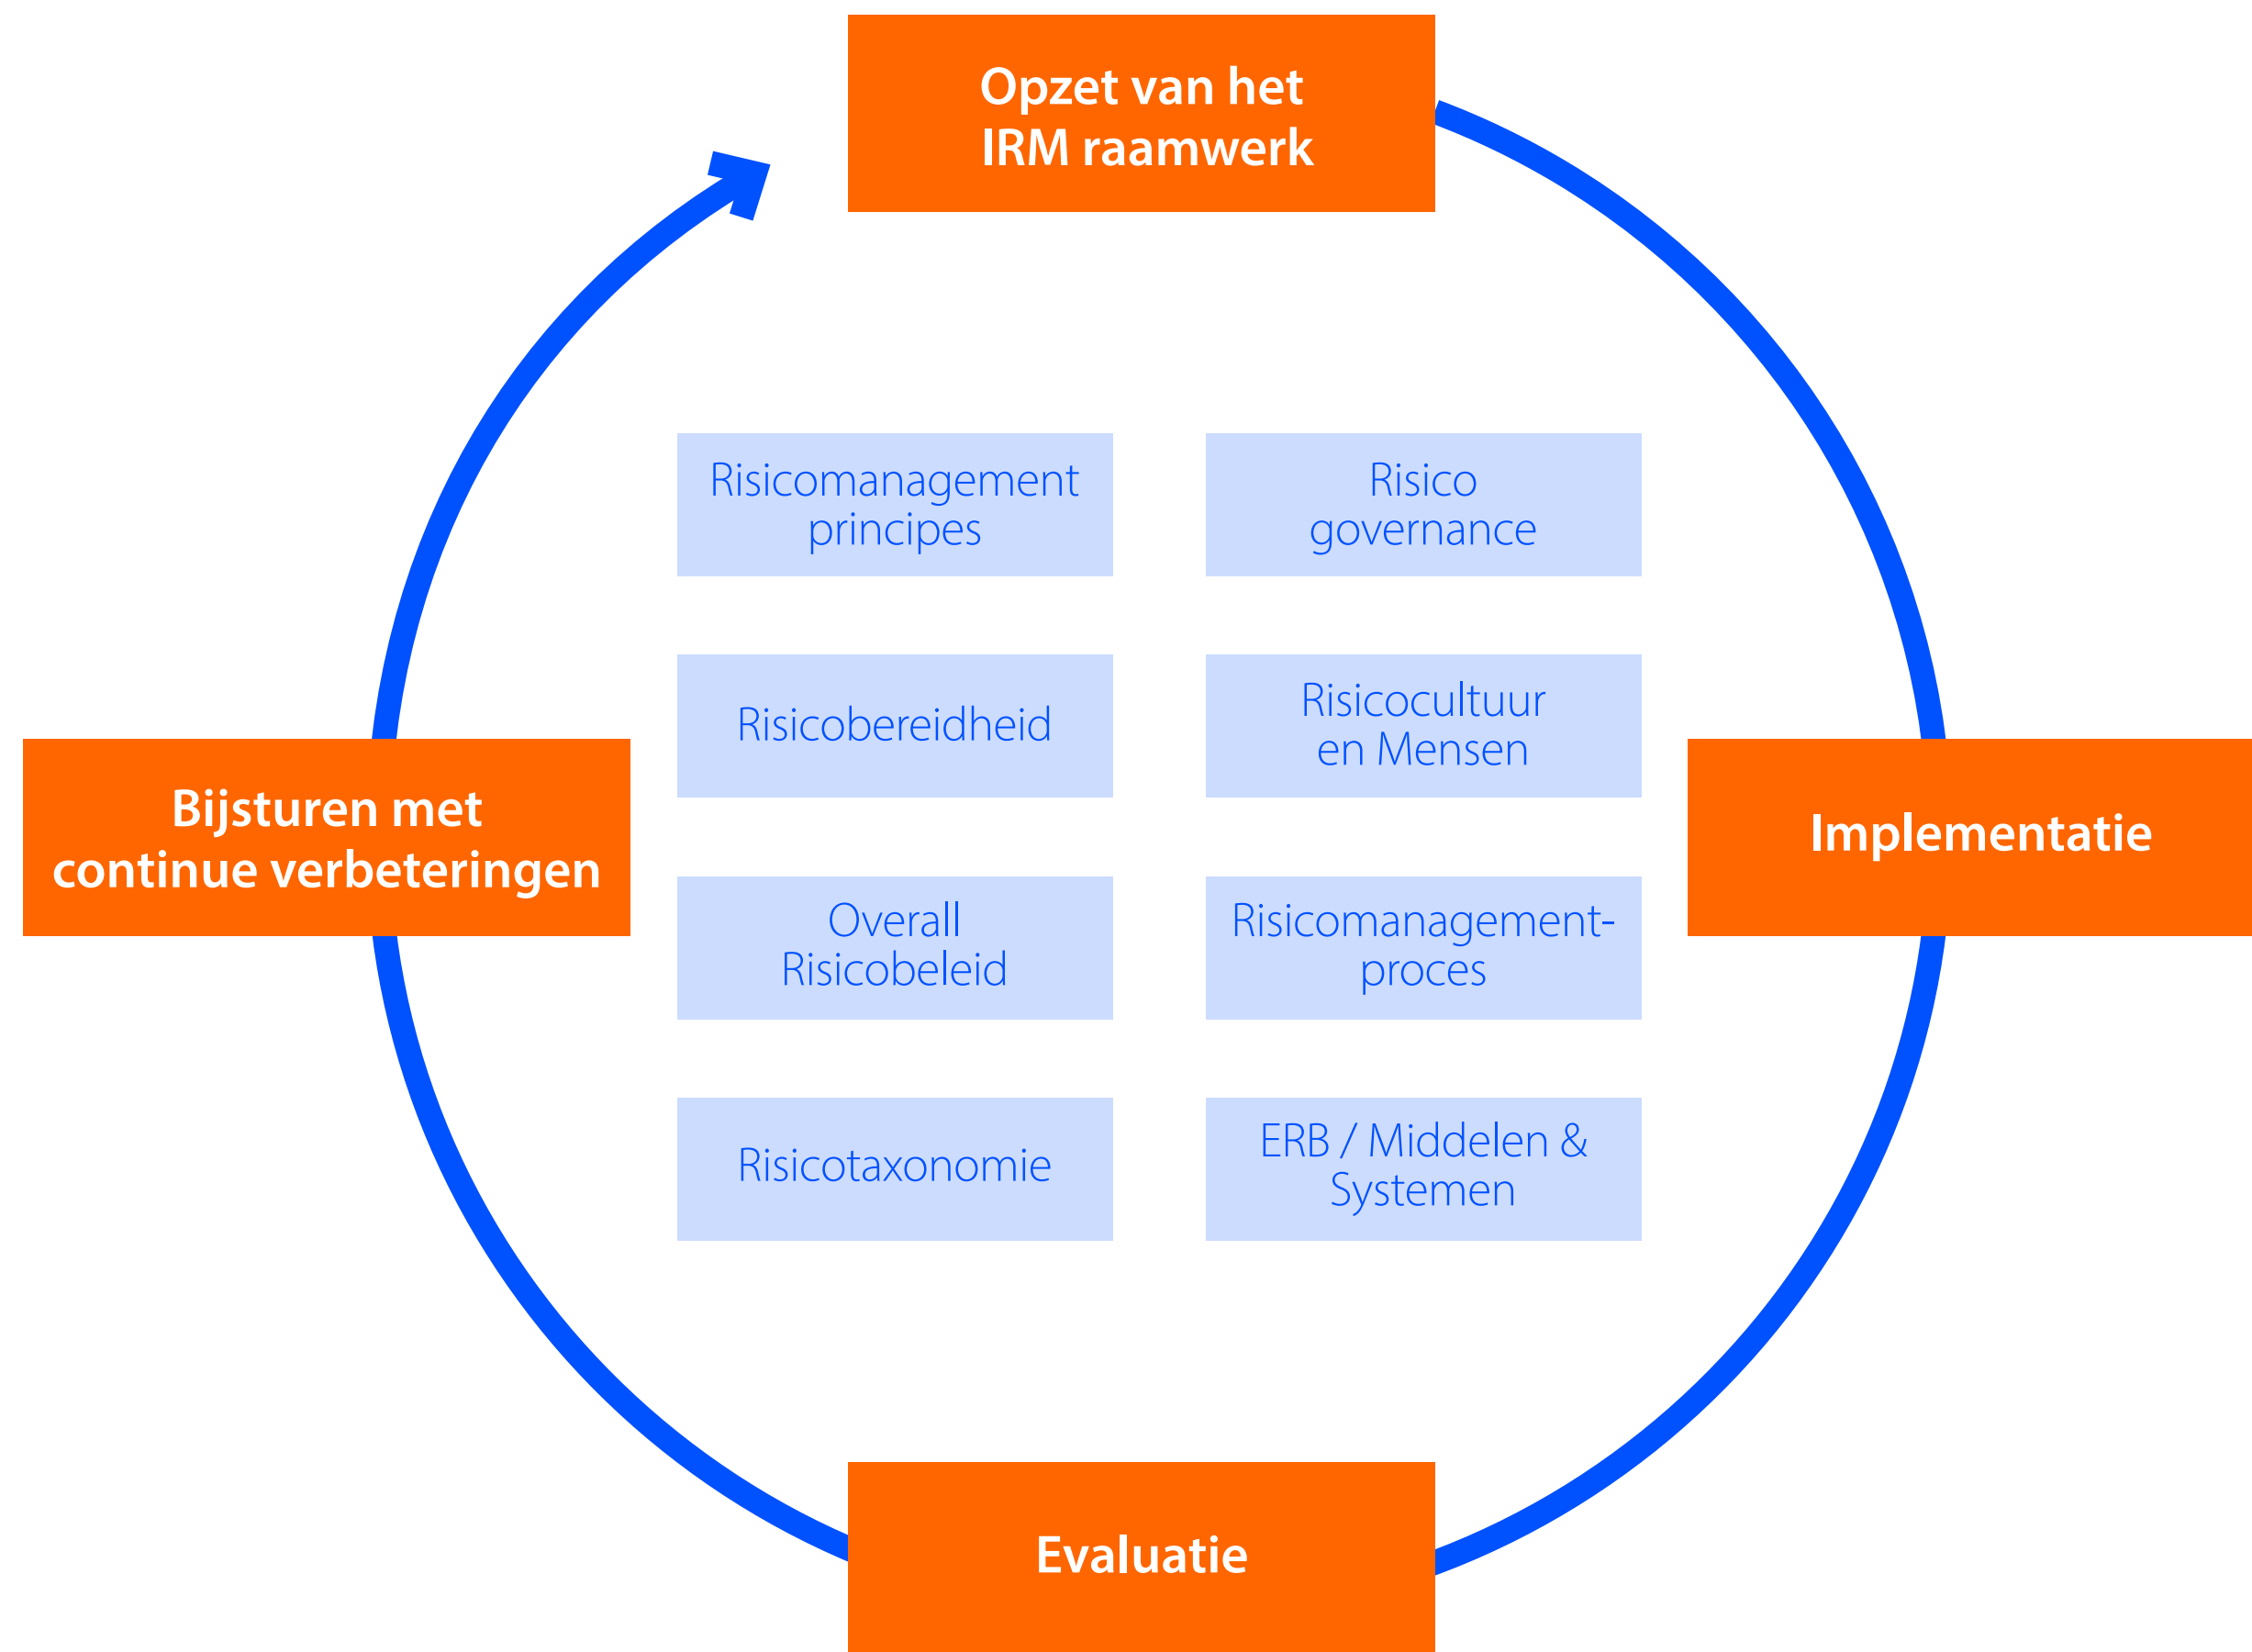 Opzet van het
IRM raamwerk
Risicomanagement
principes
Risico
governance
Risicobereidheid
Risicocultuur
en Mensen
Bijsturen met
continue verbeteringen
Implementatie
Overall
Risicobeleid
Risicomanagement-
proces
Risicotaxonomie
ERB / Middelen &
Systemen
Evaluatie